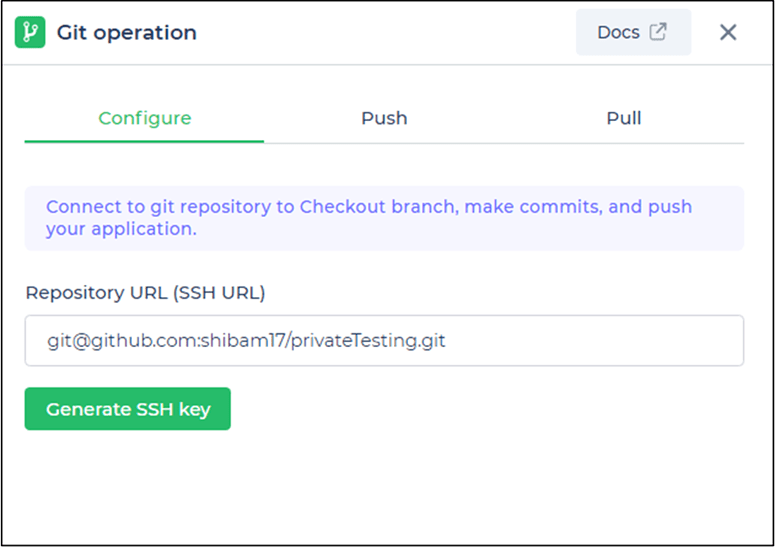 Git operation
Docs
Configure
Push
Pull
Connect to git repository to Checkout branch, make commits, and push
your application.
Repository URL (SSH URL)
git@github.com:shibam17/privateTesting.git
Generate SSH key